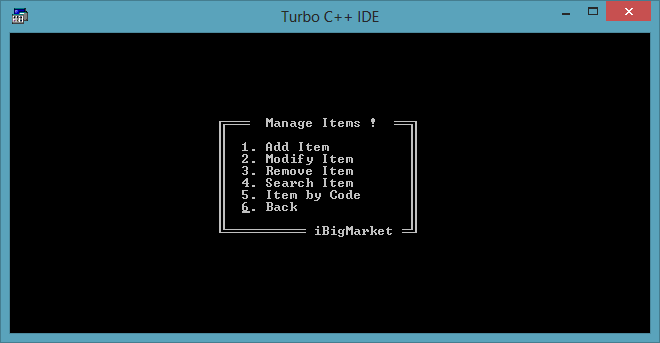 Turbo C++ IDE
Manage Items !
1. Add Item
2. Modify Item
3. Remove Item
4. Search Item
5. Item by Code
6. Back
iBigMarket